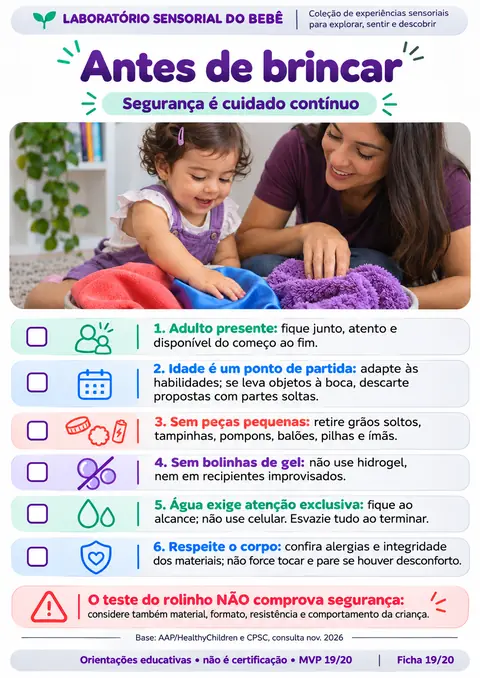 LABORATÓRIO SENSORIAL DO BEBÊ
Coleção de experiências sensoriais
para explorar, sentir e descobrir
Antes de brincar
Segurança é cuidado contínuo
1. Adulto presente: fique junto, atento e
disponível do começo ao fim.
2. Idade é um ponto de partida: adapte às
habilidades; se leva objetos à boca, descarte
propostas com partes soltas.
3. Sem peças pequenas: retire grãos soltos,
tampinhas, pompons, balões, pilhas e ímãs.
4. Sem bolinhas de gel: não use hidrogel,
nem em recipientes improvisados.
5. Água exige atenção exclusiva: fique ao
alcance; não use celular. Esvazie tudo ao terminar.
6. Respeite o corpo: confira alergias e integridade
dos materiais; não force tocar e pare se houver desconforto.
O teste do rolinho NÃO comprova segurança:
considere também material, formato, resistência e comportamento da criança.
Base: AAP/HealthyChildren e CPSC, consulta nov. 2026
Orientações educativas • não é certificação • MVP 19/20
Ficha 19/20